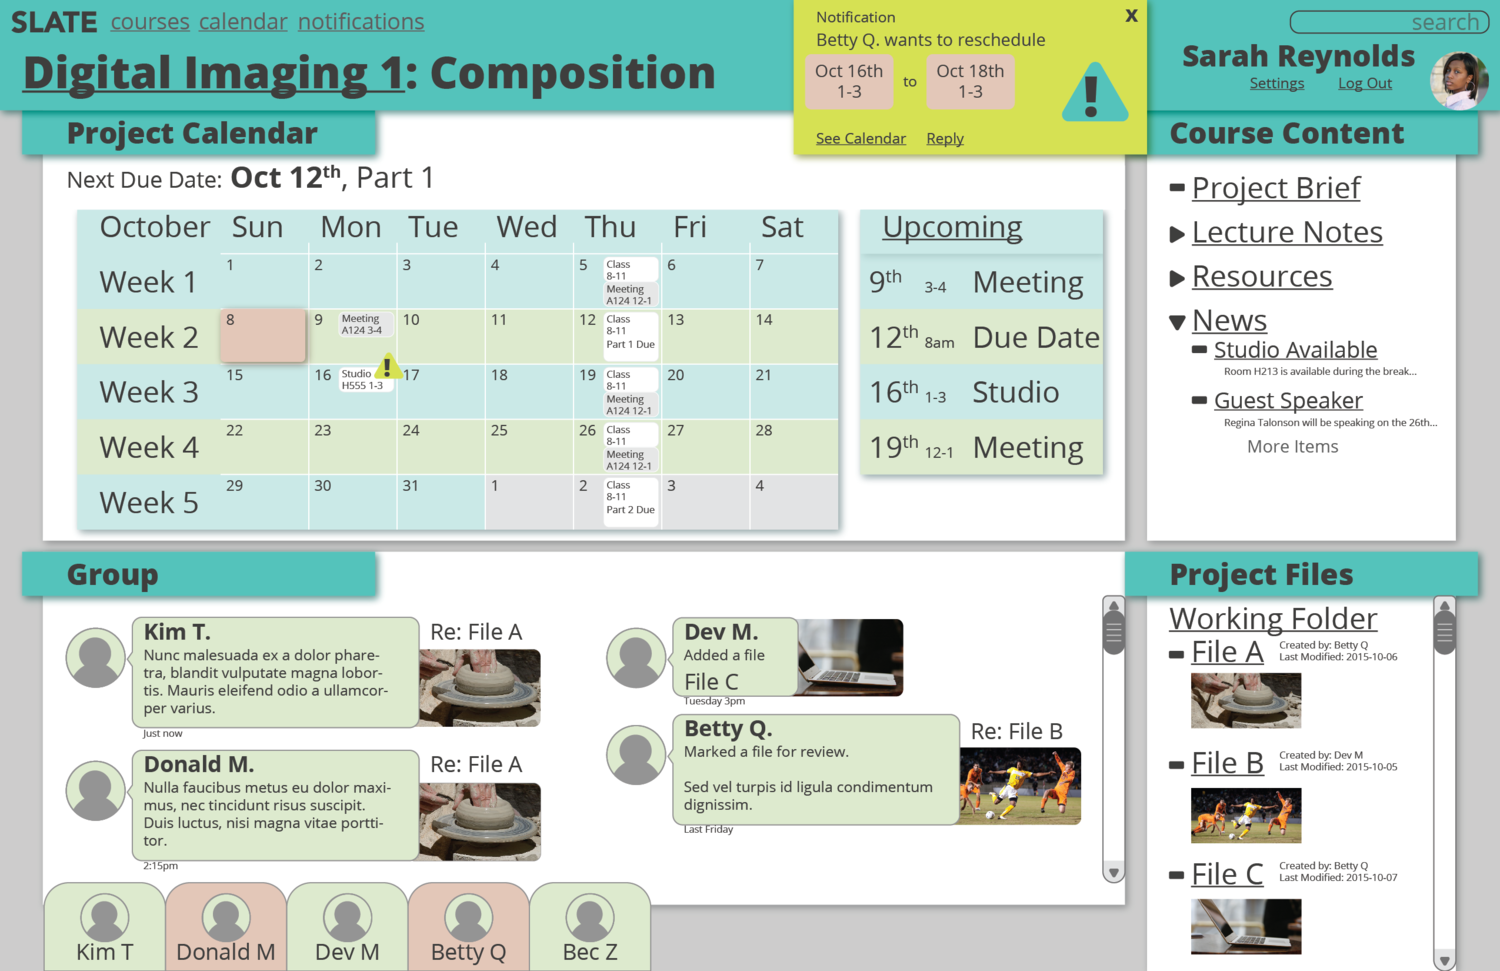 SLATE courses calendar notifications
Digital Imaging 1: Composition
Notification
X
Betty Q. wants to reschedule
Oct 16th
1-3
to
Oct 18th
1-3
!
See Calendar Reply
search
Sarah Reynolds
Settings Log Out
Project Calendar
Next Due Date: Oct 12th, Part 1
October Sun Mon Tue Wed Thu Fri Sat
Week 1
1 2 3 4 5 6 7
Class
8-11
Meeting
A124 12-1
Week 2
8 9 10 11 12 13 14
Meeting
A124 3-4
Class
8-11
Part 1 Due
Week 3
15 16 17 18 19 20 21
Studio
H555 1-3
!
Class
8-11
Meeting
A124 12-1
Week 4
22 23 24 25 26 27 28
Class
8-11
Meeting
A124 12-1
Week 5
29 30 31 1 2 3 4
Class
8-11
Part 2 Due
Upcoming
9th 3-4 Meeting
12th 8am Due Date
16th 1-3 Studio
19th 12-1 Meeting
Course Content
Project Brief
Lecture Notes
Resources
News
Studio Available
Room H213 is available during the break...
Guest Speaker
Regina Talonson will be speaking on the 26th...
More Items
Group
Kim T.
Nunc malesuada ex a dolor phare-
tra, blandit vulputate magna lobor-
tis. Mauris eleifend odio a ullamcor-
per varius.
Just now
Re: File A
Donald M.
Nulla faucibus metus eu dolor maxi-
mus, nec tincidunt risus suscipit.
Duis luctus, nisi magna vitae portti-
tor.
2:15pm
Re: File A
Dev M.
Added a file
File C
Tuesday 3pm
Betty Q.
Marked a file for review.
Sed vel turpis id ligula condimentum
dignissim.
Last Friday
Re: File B
Kim T
Donald M
Dev M
Betty Q
Bec Z
Project Files
Working Folder
File A
Created by: Betty Q
Last Modified: 2015-10-06
File B
Created by: Dev M
Last Modified: 2015-10-05
File C
Created by: Betty Q
Last Modified: 2015-10-07